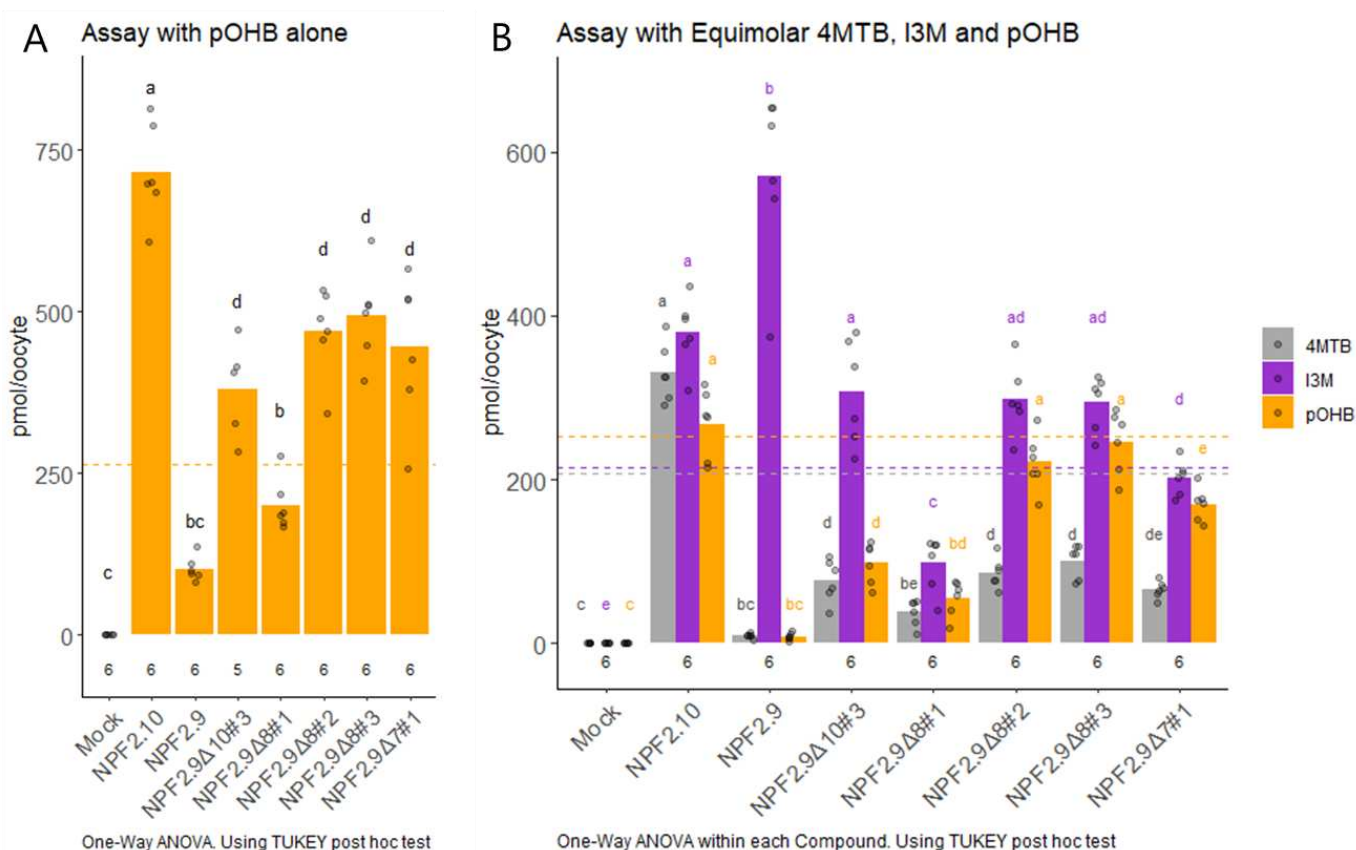 A
Assay with pOHB alone
pmol/oocyte
750
500
250
0
a
bc
c
d
b
d
d
d
6
6
6
5
6
6
6
6
Mock
NPF2.10
NPF2.9
NPF2.9Δ10#3
NPF2.9Δ8#1
NPF2.9Δ8#2
NPF2.9Δ8#3
NPF2.9Δ7#1
One-Way ANOVA. Using TUKEY post hoc test
B
Assay with Equimolar 4MTB, I3M and pOHB
pmol/oocyte
600
400
200
0
c
e
c
a
a
a
bc
b
bc
d
a
d
be
c
bd
d
ad
a
d
ad
a
de
d
e
6
6
6
6
6
6
6
6
Mock
NPF2.10
NPF2.9
NPF2.9Δ10#3
NPF2.9Δ8#1
NPF2.9Δ8#2
NPF2.9Δ8#3
NPF2.9Δ7#1
One-Way ANOVA within each Compound. Using TUKEY post hoc test
4MTB
I3M
pOHB